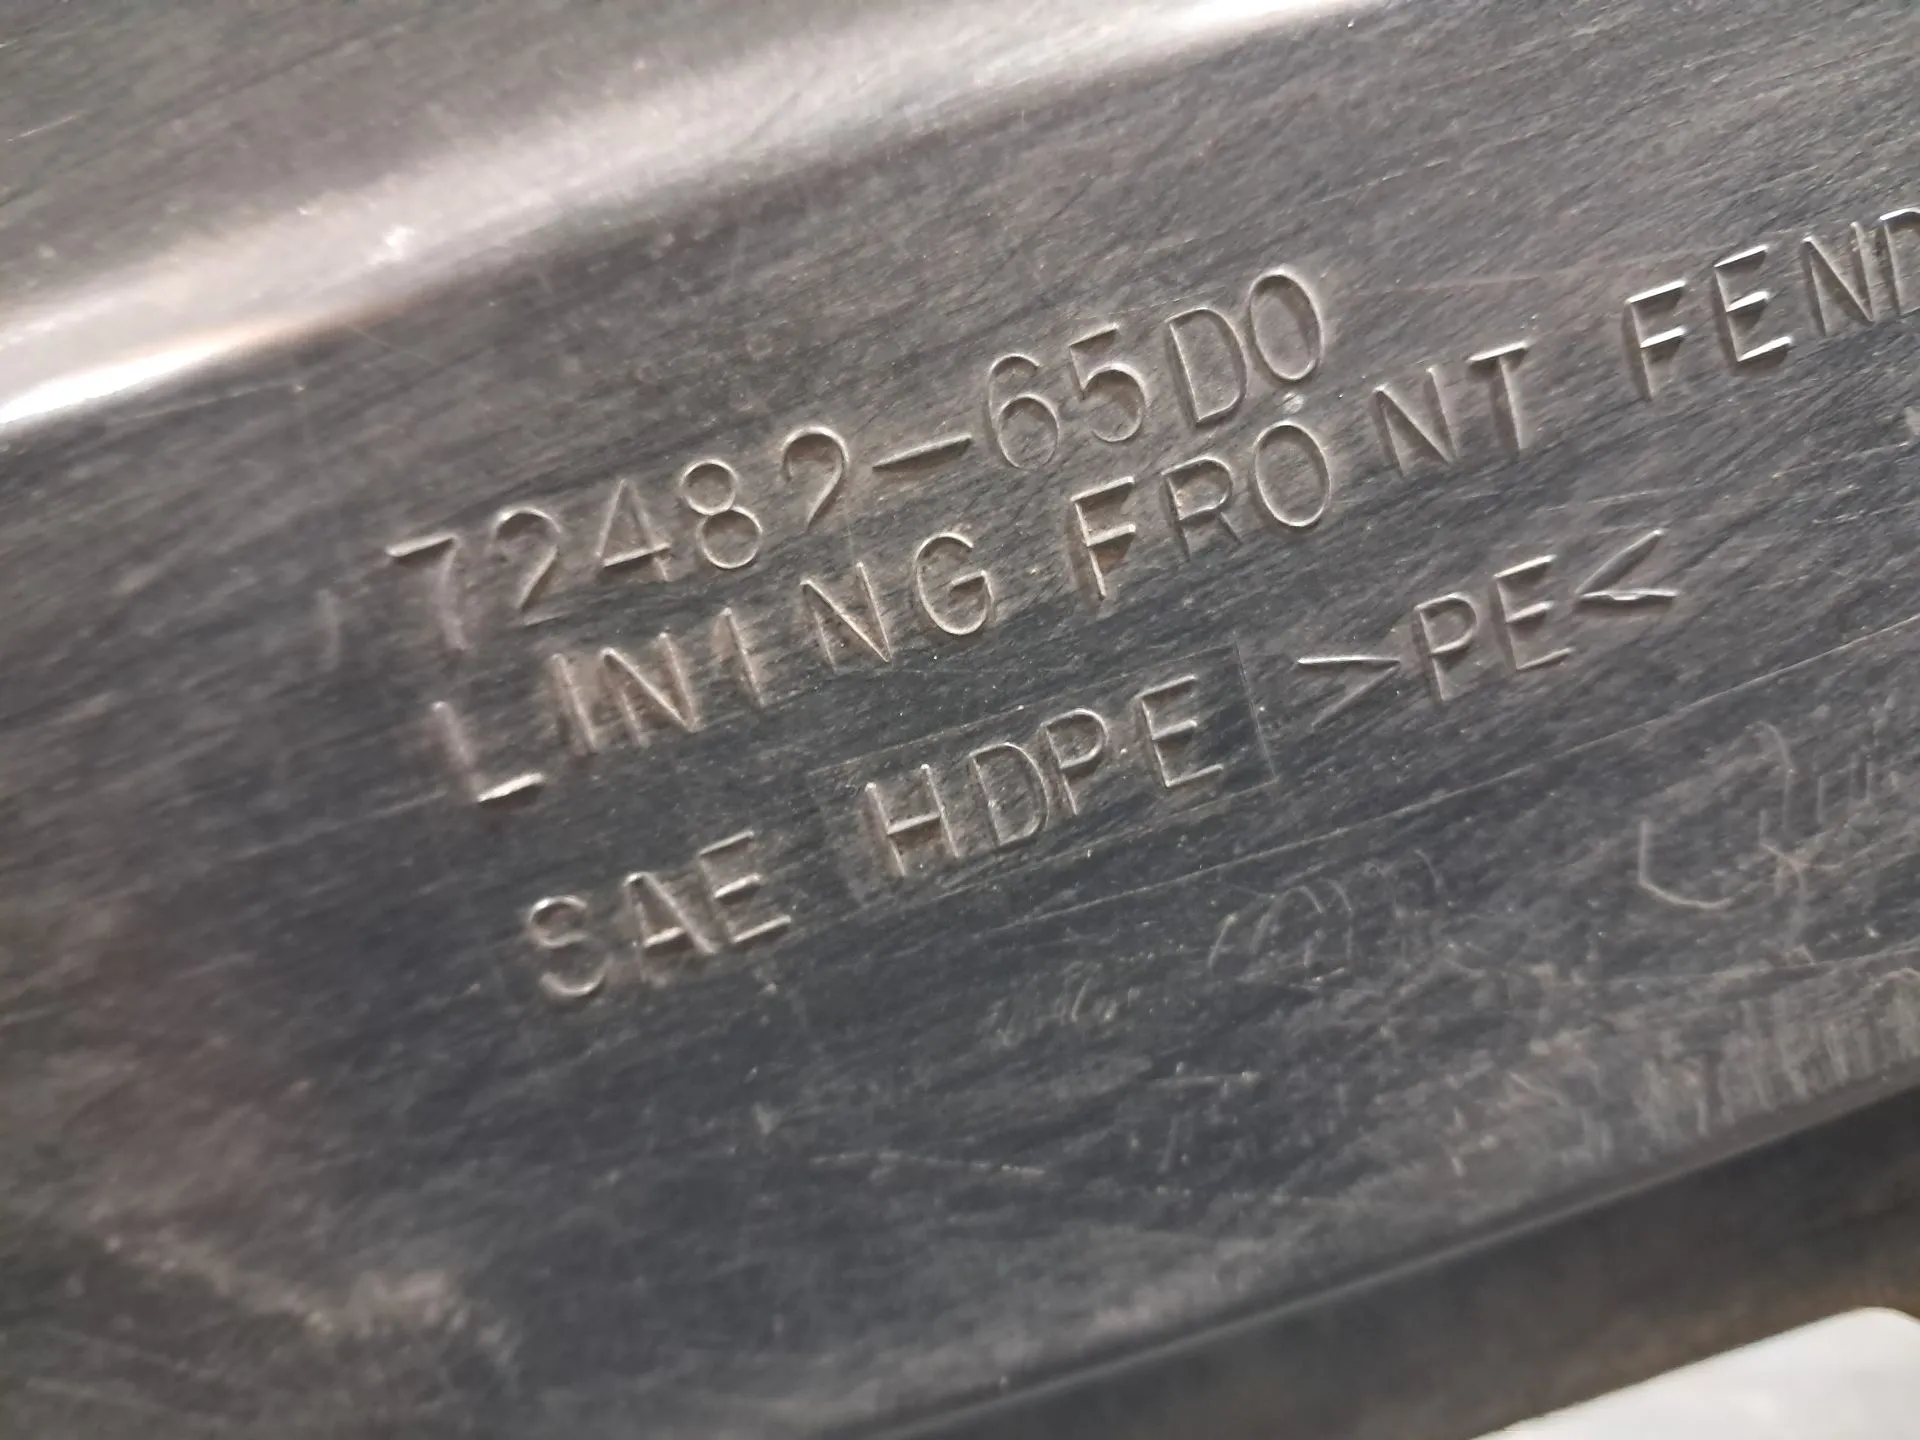 72482-65D0
LINING FRONT FEND
SAE HDPE >PE<